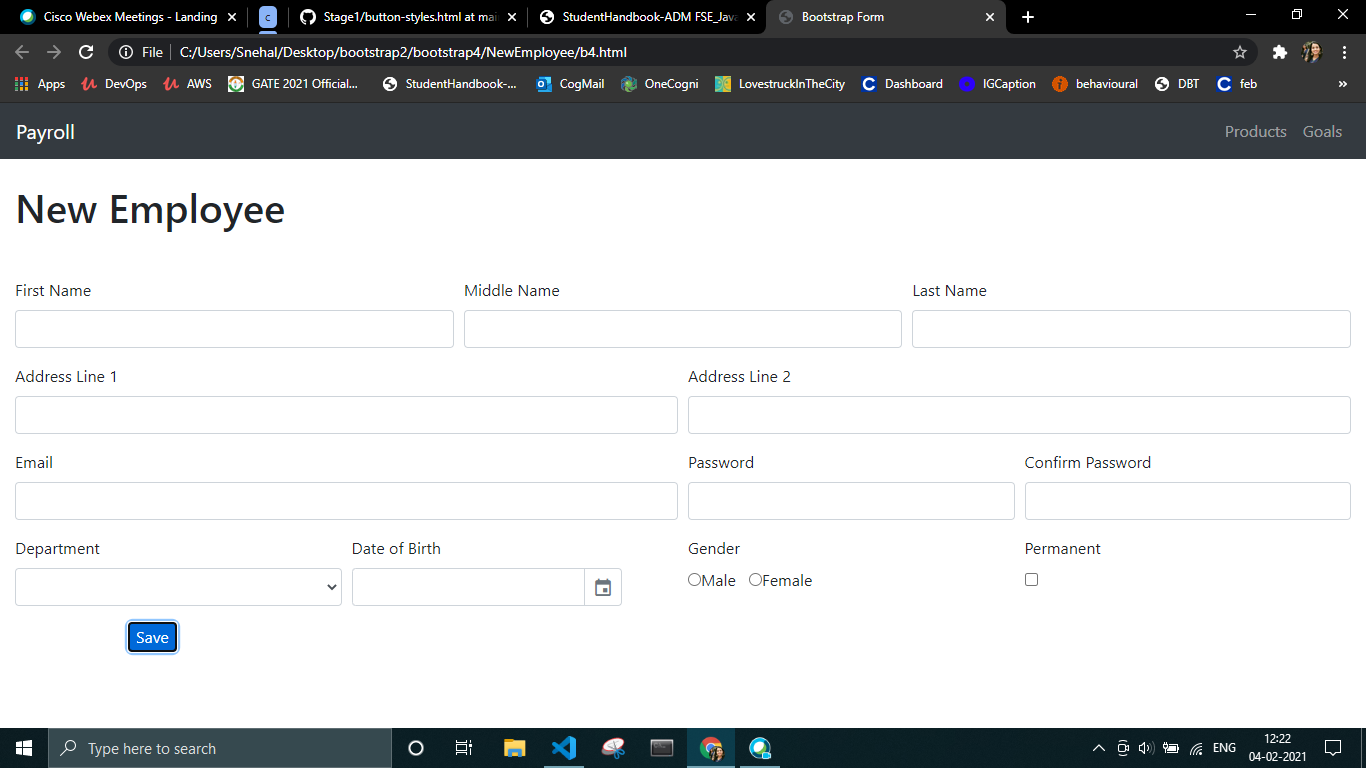 Cisco Webex Meetings - Landing
c
Stage1/button-styles.html at mai
StudentHandbook-ADM FSE_Java
Bootstrap Form
File C:/Users/Snehal/Desktop/bootstrap2/bootstrap4/NewEmployee/b4.html
Apps DevOps AWS GATE 2021 Official... StudentHandbook-... CogMail OneCogni LovestruckInTheCity Dashboard IGCaption behavioural DBT feb »
Payroll Products Goals
New Employee
First Name Middle Name Last Name
Address Line 1 Address Line 2
Email Password Confirm Password
Department Date of Birth Gender Permanent
Male Female
Save
Type here to search
ENG
12:22
04-02-2021